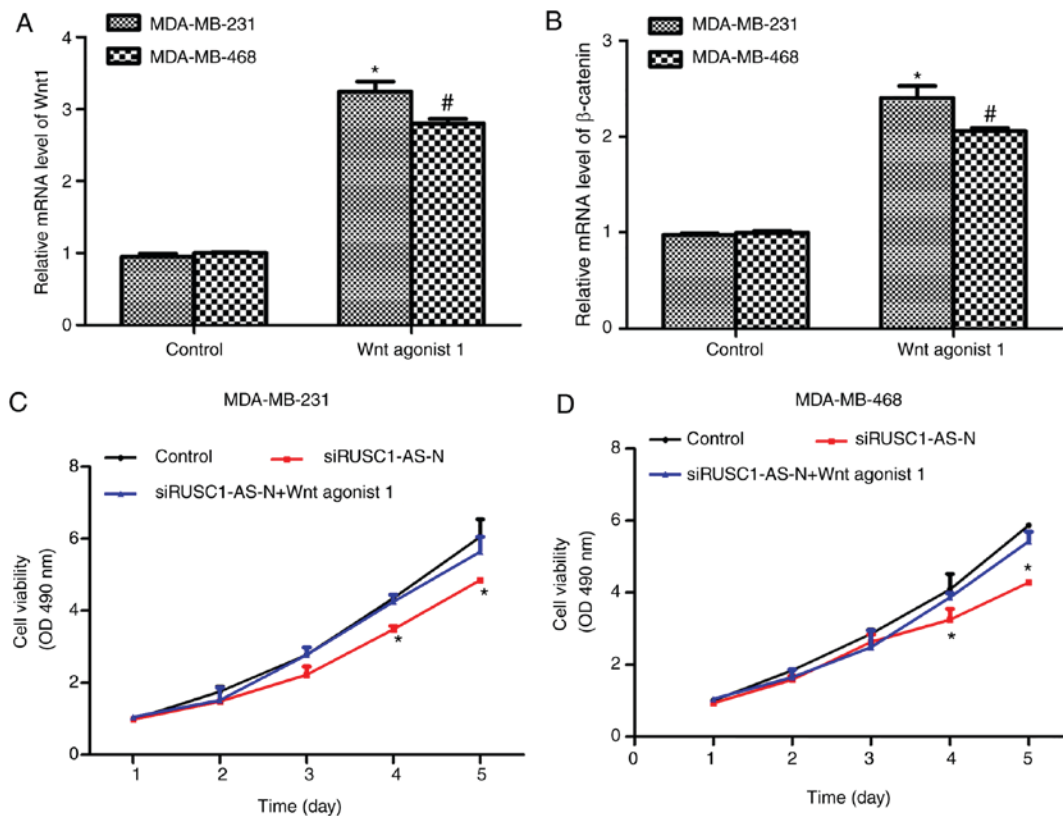 A
MDA-MB-231
MDA-MB-468
Relative mRNA level of Wnt1
4
3
2
1
0
*
#
Control
Wnt agonist 1
B
MDA-MB-231
MDA-MB-468
Relative mRNA level of β-catenin
3
2
1
0
*
#
Control
Wnt agonist 1
C
MDA-MB-231
Control
siRUSC1-AS-N
siRUSC1-AS-N+Wnt agonist 1
Cell viability
(OD 490 nm)
8
6
4
2
0
*
*
1 2 3 4 5
Time (day)
D
MDA-MB-468
Control
siRUSC1-AS-N
siRUSC1-AS-N+Wnt agonist 1
Cell viability
(OD 490 nm)
8
6
4
2
0
*
*
0 1 2 3 4 5
Time (day)